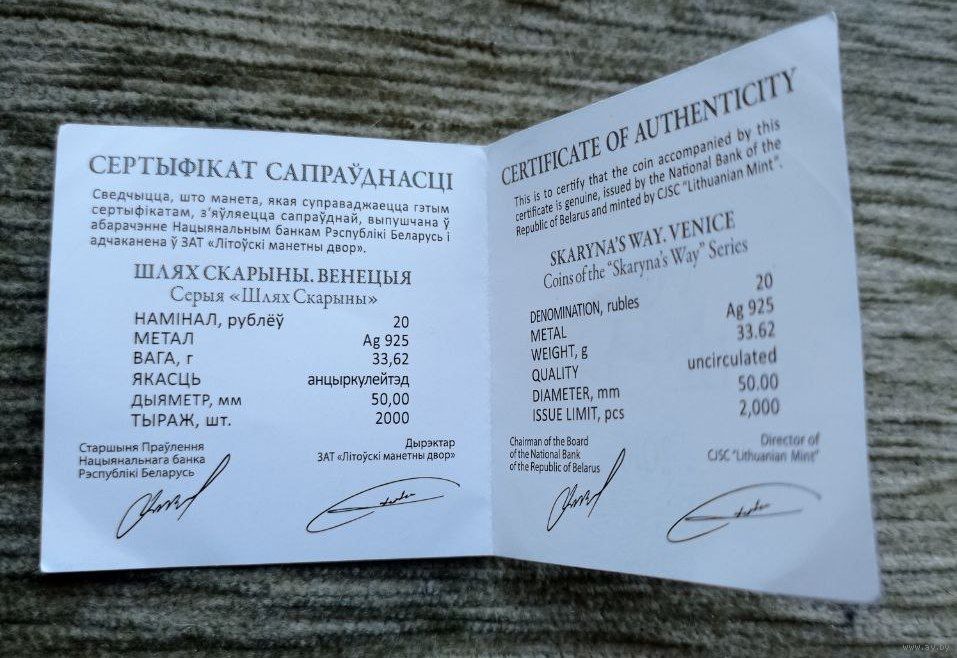 СЕРТЫФІКАТ САПРАЎДНАСЦІ
Сведчыцца, што манета, якая суправаджаецца гэтым
сертыфікатам, з'яўляецца сапраўднай, выпушчана ў
абарачэнне Нацыянальным банкам Рэспублікі Беларусь і
адчаканена ў ЗАТ «Літоўскі манетны двор».
ШЛЯХ СКАРЫНЫ. ВЕНЕЦЫЯ
Серыя «Шлях Скарыны»
НАМІНАЛ, рублёў 20
МЕТАЛ Ag 925
ВАГА, г 33,62
ЯКАСЦЬ анцыркулейтэд
ДЫЯМЕТР, мм 50,00
ТЫРАЖ, шт. 2000
Старшыня Праўлення
Нацыянальнага банка
Рэспублікі Беларусь
Дырэктар
ЗАТ «Літоўскі манетны двор»
CERTIFICATE OF AUTHENTICITY
This is to certify that the coin accompanied by this
certificate is genuine, issued by the National Bank of the
Republic of Belarus and minted by CJSC "Lithuanian Mint".
SKARYNA'S WAY. VENICE
Coins of the "Skaryna's Way" Series
DENOMINATION, rubles 20
METAL Ag 925
WEIGHT, g 33.62
QUALITY uncirculated
DIAMETER, mm 50.00
ISSUE LIMIT, pcs 2,000
Chairman of the Board
of the National Bank
of the Republic of Belarus
Director of
CJSC "Lithuanian Mint"
www.ay.by